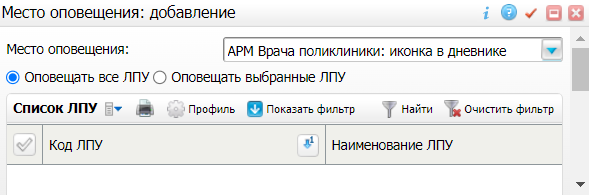 Место оповещения: добавление
Место оповещения: АРМ Врача поликлиники: иконка в дневнике
Оповещать все ЛПУ Оповещать выбранные ЛПУ
Список ЛПУ Профиль Показать фильтр Найти Очистить фильтр
Код ЛПУ 1 Наименование ЛПУ